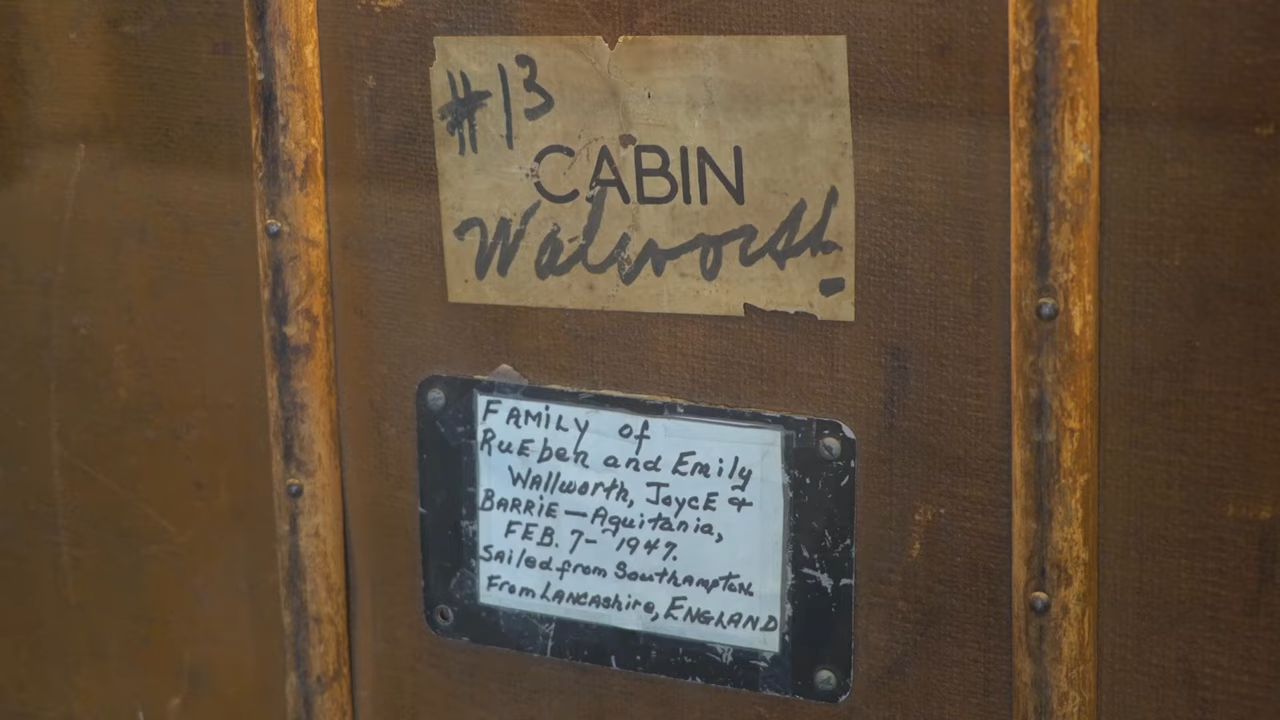 #13
CABIN
Walworth
FAMILY of
RuEben and Emily
Wallworth, JoycE &
BARRiE — Aquitania,
FEB. 7 - 1947.
Sailed from Southampton
From LANCAshire, ENGLAND